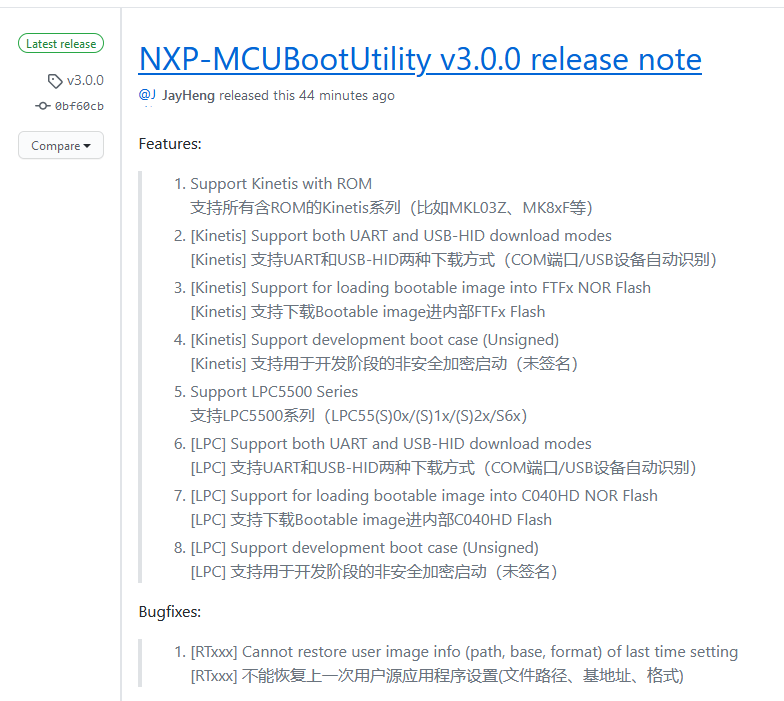 Latest release
v3.0.0
0bf60cb
Compare
NXP-MCUBootUtility v3.0.0 release note
@J JayHeng released this 44 minutes ago
Features:
1. Support Kinetis with ROM
支持所有含ROM的Kinetis系列（比如MKL03Z、MK8xF等）
2. [Kinetis] Support both UART and USB-HID download modes
[Kinetis] 支持UART和USB-HID两种下载方式（COM端口/USB设备自动识别）
3. [Kinetis] Support for loading bootable image into FTFx NOR Flash
[Kinetis] 支持下载Bootable image进内部FTFx Flash
4. [Kinetis] Support development boot case (Unsigned)
[Kinetis] 支持用于开发阶段的非安全加密启动（未签名）
5. Support LPC5500 Series
支持LPC5500系列（LPC55(S)0x/(S)1x/(S)2x/S6x）
6. [LPC] Support both UART and USB-HID download modes
[LPC] 支持UART和USB-HID两种下载方式（COM端口/USB设备自动识别）
7. [LPC] Support for loading bootable image into C040HD NOR Flash
[LPC] 支持下载Bootable image进内部C040HD Flash
8. [LPC] Support development boot case (Unsigned)
[LPC] 支持用于开发阶段的非安全加密启动（未签名）
Bugfixes:
1. [RTxxx] Cannot restore user image info (path, base, format) of last time setting
[RTxxx] 不能恢复上一次用户源应用程序设置(文件路径、基地址、格式)